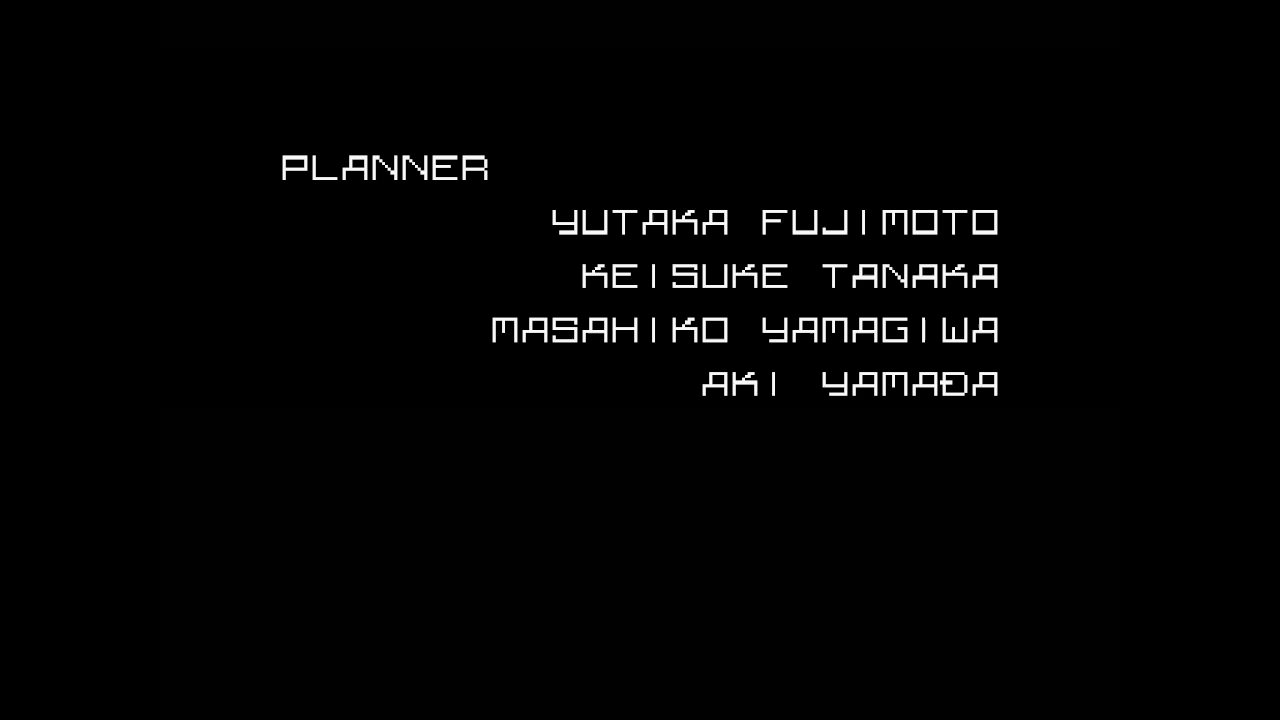 PLANNER
YUTAKA FUJIMOTO
KEISUKE TANAKA
MASAHIKO YAMAGIWA
AKI YAMADA